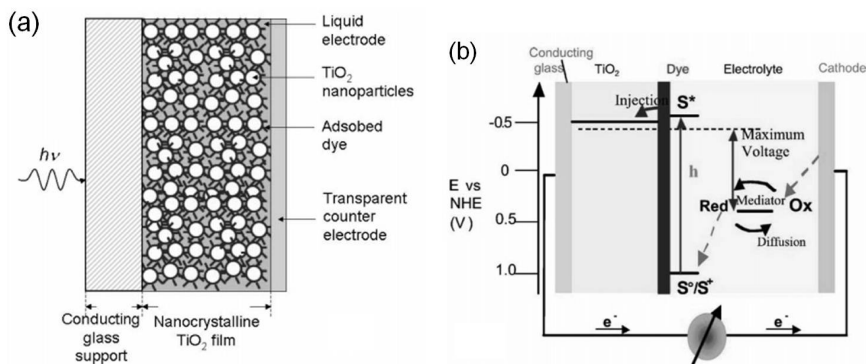 (a)
Liquid
electrode
TiO2
nanoparticles
Adsobed
dye
Transparent
counter
electrode
hν
Conducting
glass
support
Nanocrystalline
TiO2 film
(b)
Conducting
glass
TiO2
Dye
Electrolyte
Cathode
Injection
S*
-0.5
Maximum
Voltage
0
E vs
NHE
(V)
h
Red
Mediator
Ox
0.5
Diffusion
1.0
S°/S+
e-
e-